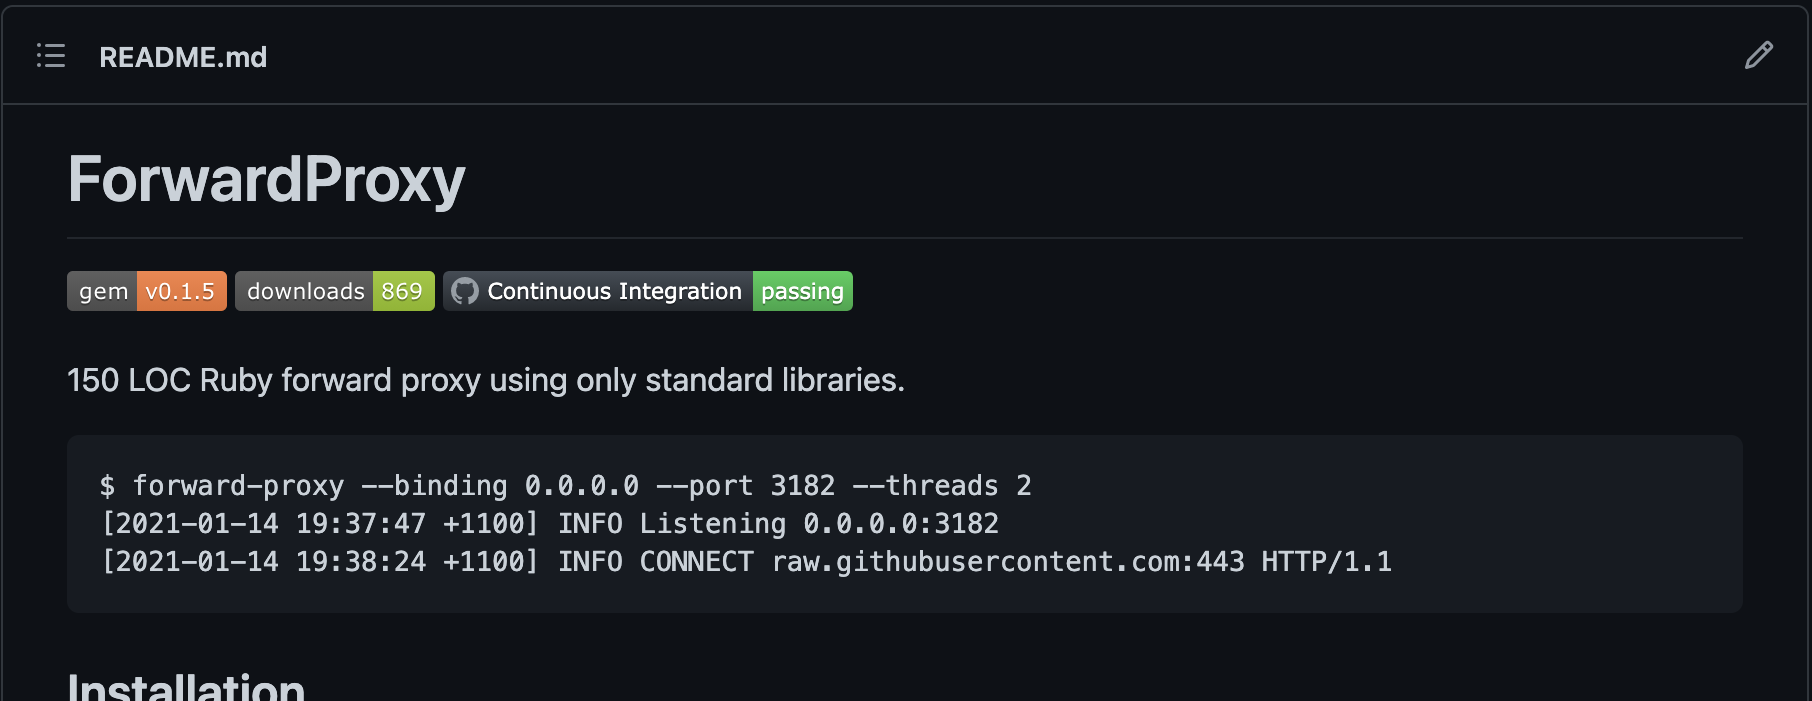 README.md
ForwardProxy
gem v0.1.5 downloads 869 Continuous Integration passing
150 LOC Ruby forward proxy using only standard libraries.
$ forward-proxy --binding 0.0.0.0 --port 3182 --threads 2
[2021-01-14 19:37:47 +1100] INFO Listening 0.0.0.0:3182
[2021-01-14 19:38:24 +1100] INFO CONNECT raw.githubusercontent.com:443 HTTP/1.1
Installation